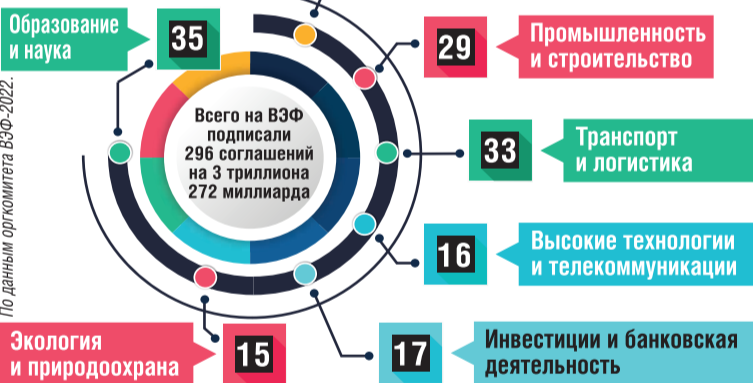 Образование
и наука
35
29
Промышленность
и строительство
Всего на ВЭФ
подписали
296 соглашений
на 3 триллиона
272 миллиарда
33
Транспорт
и логистика
16
Высокие технологии
и телекоммуникации
Экология
и природоохрана
15
17
Инвестиции и банковская
деятельность
По данным оргкомитета ВЭФ-2022.